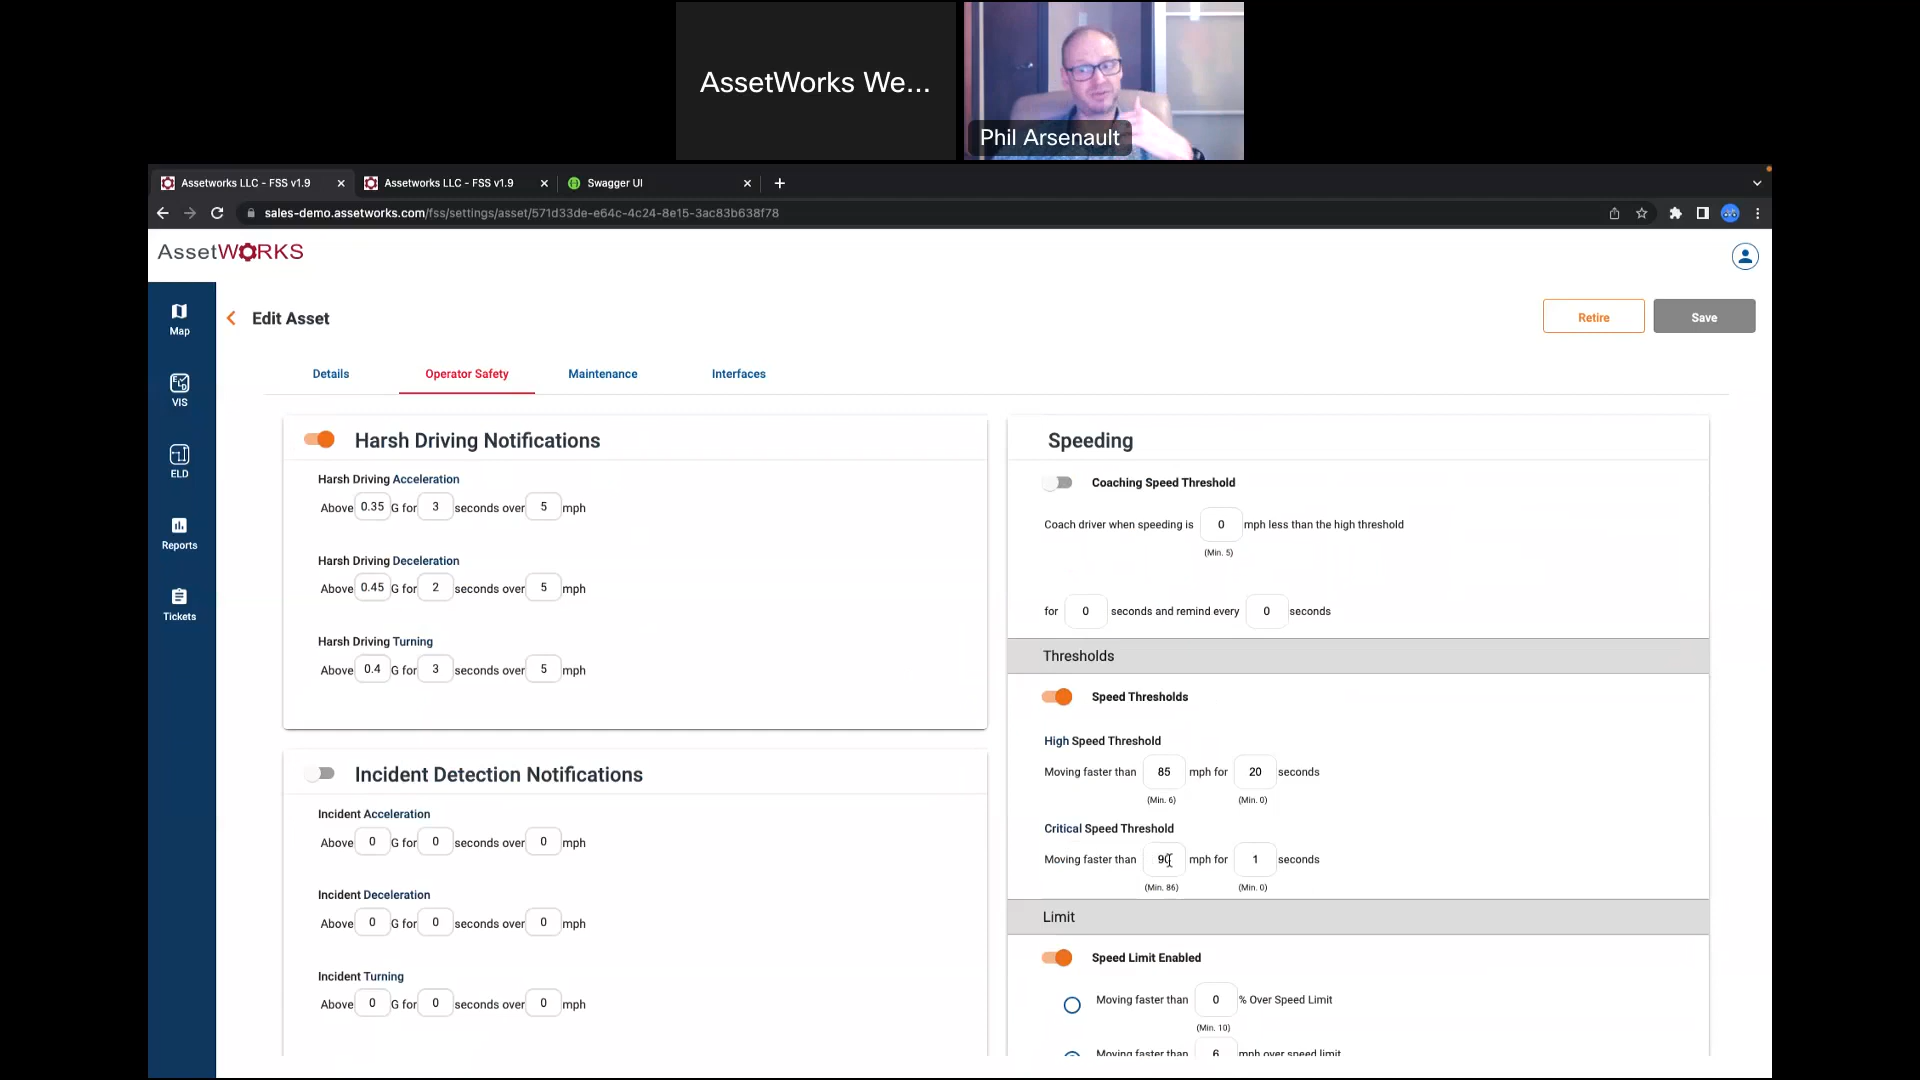 AssetWorks We...
Phil Arsenault
Assetworks LLC - FSS v1.9
Assetworks LLC - FSS v1.9
Swagger UI
sales-demo.assetworks.com/fss/settings/asset/571d33de-e64c-4c24-8e15-3ac83b638f78
AssetWORKS
Map
VIS
ELD
Reports
Tickets
Edit Asset
Retire
Save
Details
Operator Safety
Maintenance
Interfaces
Harsh Driving Notifications
Harsh Driving Acceleration
Above 0.35 G for 3 seconds over 5 mph
Harsh Driving Deceleration
Above 0.45 G for 2 seconds over 5 mph
Harsh Driving Turning
Above 0.4 G for 3 seconds over 5 mph
Incident Detection Notifications
Incident Acceleration
Above 0 G for 0 seconds over 0 mph
Incident Deceleration
Above 0 G for 0 seconds over 0 mph
Incident Turning
Above 0 G for 0 seconds over 0 mph
Speeding
Coaching Speed Threshold
Coach driver when speeding is 0 mph less than the high threshold
(Min. 5)
for 0 seconds and remind every 0 seconds
Thresholds
Speed Thresholds
High Speed Threshold
Moving faster than 85 mph for 20 seconds
(Min. 6) (Min. 0)
Critical Speed Threshold
Moving faster than 90 mph for 1 seconds
(Min. 86) (Min. 0)
Limit
Speed Limit Enabled
Moving faster than 0 % Over Speed Limit
(Min. 10)
Moving faster than 6 mph over speed limit